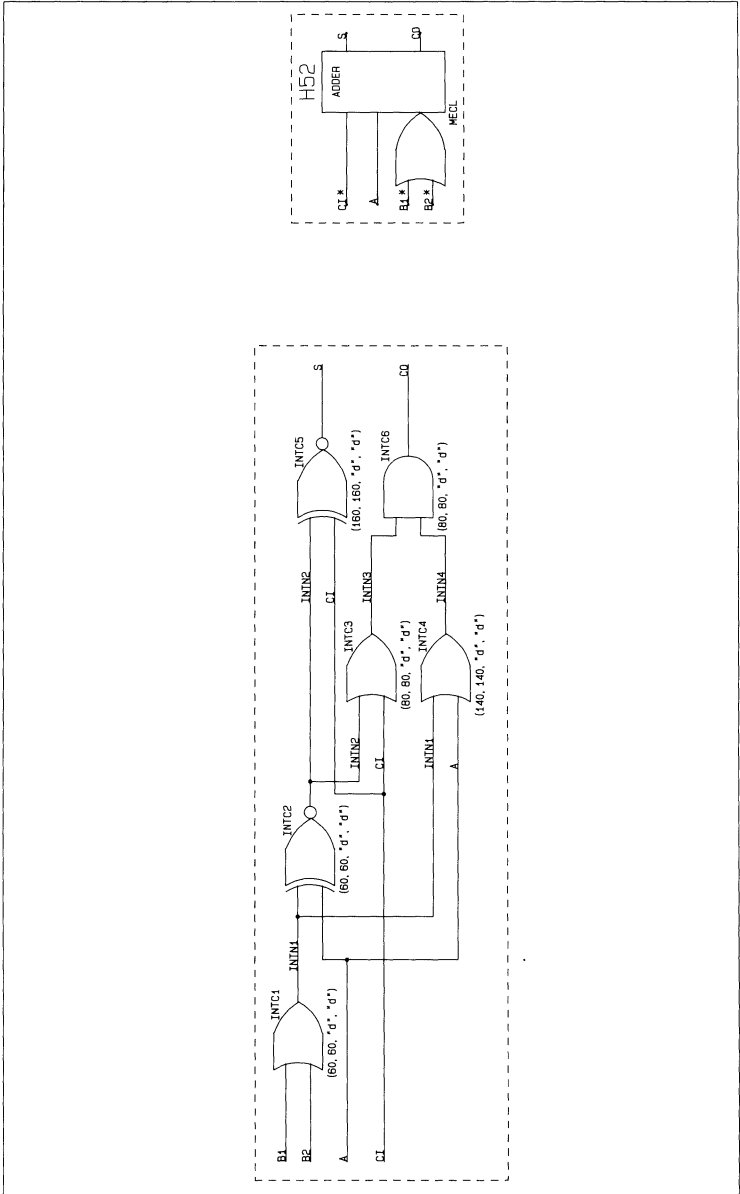 H52
ADDER
S
CO
CI*
A
B1*
B2*
MECL
S
CO
INTC5
(160, 160, "d", "d")
INTC6
(80, 80, "d", "d")
INTN2
CI
INTN3
INTN4
INTC3
(80, 80, "d", "d")
INTC4
(140, 140, "d", "d")
INTN2
CI
INTN1
A
INTC2
(60, 60, "d", "d")
INTN1
INTC1
(60, 60, "d", "d")
B1
B2
A
CI